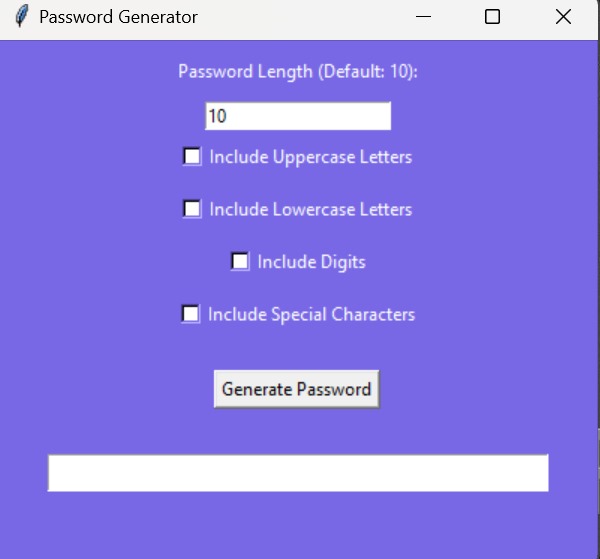 Password Generator
Password Length (Default: 10):
10
Include Uppercase Letters
Include Lowercase Letters
Include Digits
Include Special Characters
Generate Password